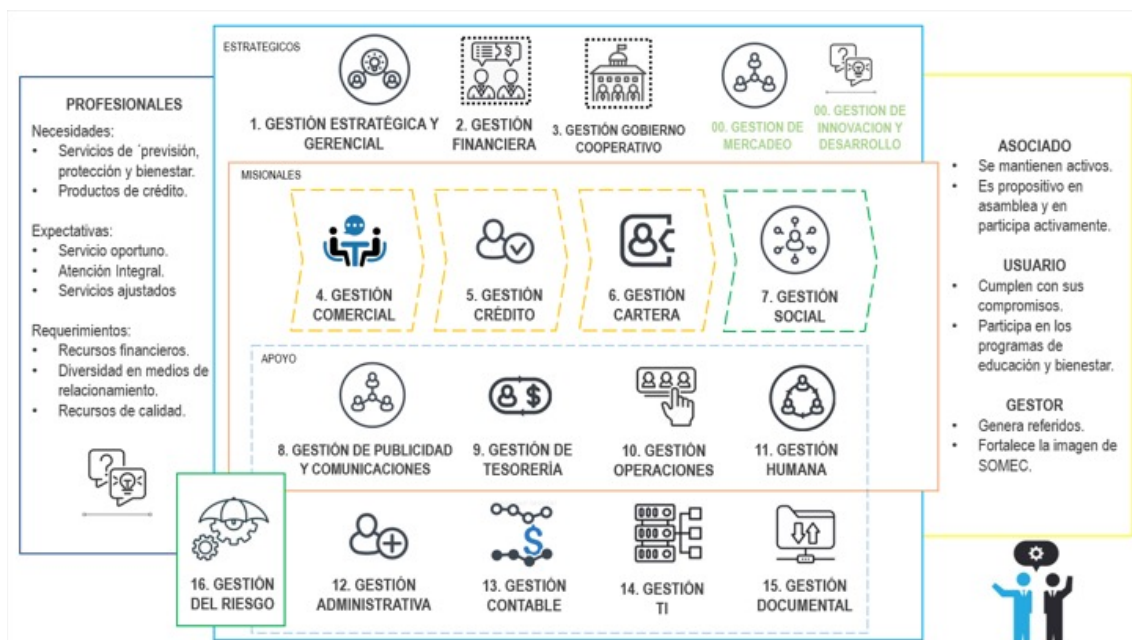 ESTRATEGICOS
1. GESTIÓN ESTRATÉGICA Y
GERENCIAL
2. GESTIÓN
FINANCIERA
3. GESTIÓN GOBIERNO
COOPERATIVO
00. GESTION DE
MERCADEO
00. GESTION DE
INNOVACION Y
DESARROLLO
PROFESIONALES
Necesidades:
• Servicios de ´previsión,
protección y bienestar.
• Productos de crédito.
Expectativas:
• Servicio oportuno.
• Atención Integral.
• Servicios ajustados
Requerimientos:
• Recursos financieros.
• Diversidad en medios de
relacionamiento.
• Recursos de calidad.
MISIONALES
4. GESTIÓN
COMERCIAL
5. GESTIÓN
CRÉDITO
6. GESTIÓN
CARTERA
7. GESTIÓN
SOCIAL
APOYO
8. GESTIÓN DE PUBLICIDAD
Y COMUNICACIONES
9. GESTIÓN DE
TESORERÍA
10. GESTIÓN
OPERACIONES
11. GESTIÓN
HUMANA
16. GESTIÓN
DEL RIESGO
12. GESTIÓN
ADMINISTRATIVA
13. GESTIÓN
CONTABLE
14. GESTIÓN
TI
15. GESTIÓN
DOCUMENTAL
ASOCIADO
• Se mantienen activos.
• Es propositivo en
asamblea y en
participa activamente.
USUARIO
• Cumplen con sus
compromisos.
• Participa en los
programas de
educación y bienestar.
GESTOR
• Genera referidos.
• Fortalece la imagen de
SOMEC.